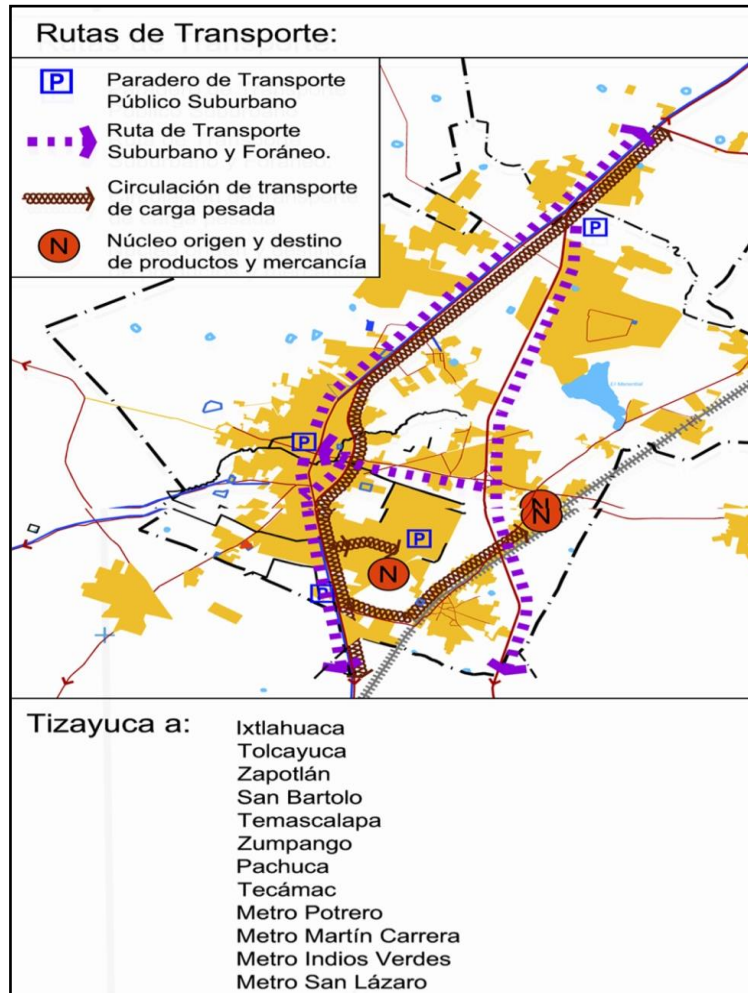 Rutas de Transporte:
P
Paradero de Transporte
Público Suburbano
Ruta de Transporte
Suburbano y Foráneo.
Circulación de transporte
de carga pesada
N
Núcleo origen y destino
de productos y mercancía
P
P
N
P
N
P
Tizayuca a:
Ixtlahuaca
Tolcayuca
Zapotlán
San Bartolo
Temascalapa
Zumpango
Pachuca
Tecámac
Metro Potrero
Metro Martín Carrera
Metro Indios Verdes
Metro San Lázaro